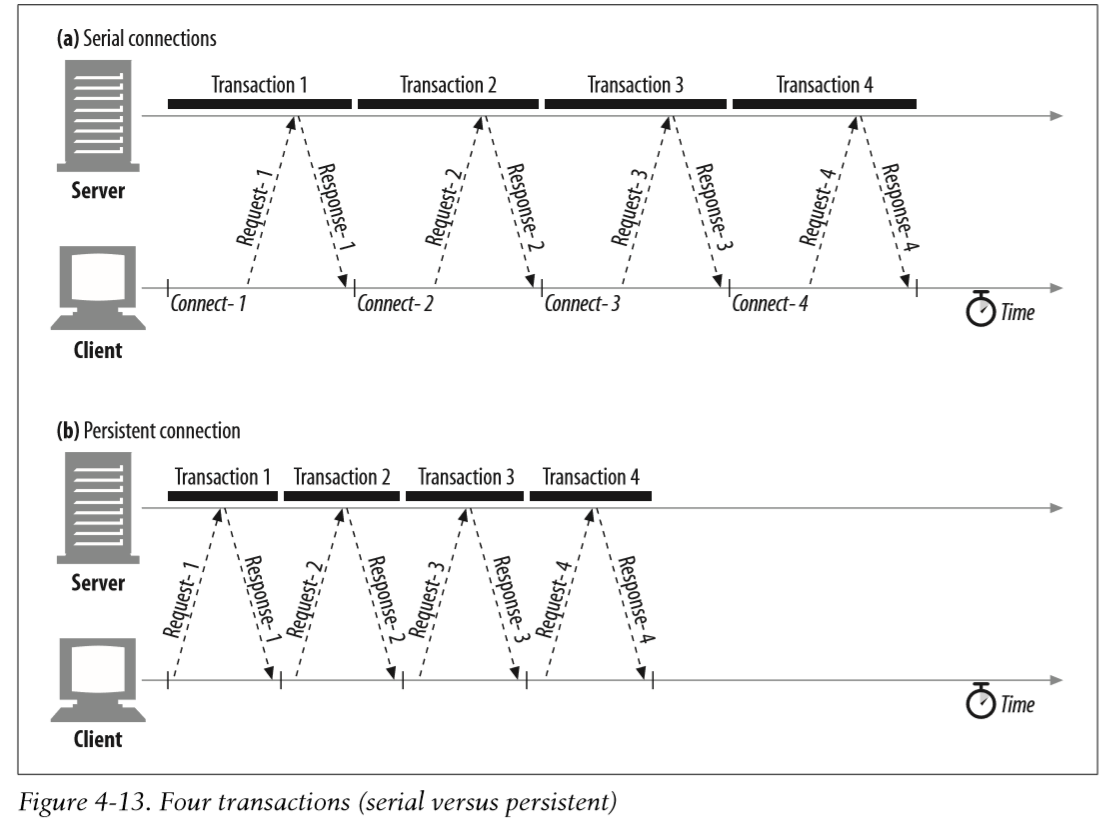 (a) Serial connections
Transaction 1
Transaction 2
Transaction 3
Transaction 4
Server
Request-1
Response-1
Request-2
Response-2
Request-3
Response-3
Request-4
Response-4
Connect-1
Connect-2
Connect-3
Connect-4
Time
Client
(b) Persistent connection
Transaction 1
Transaction 2
Transaction 3
Transaction 4
Server
Request-1
Response-1
Request-2
Response-2
Request-3
Response-3
Request-4
Response-4
Time
Client
Figure 4-13. Four transactions (serial versus persistent)